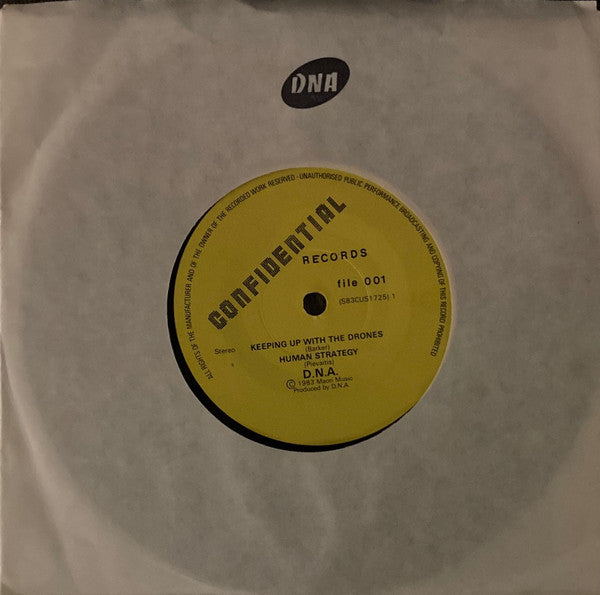 DNA
ALL RIGHTS OF THE MANUFACTURER AND OF THE OWNER OF THE RECORDED WORK RESERVED - UNAUTHORISED PUBLIC PERFORMANCE BROADCASTING AND COPYING OF THIS RECORD PROHIBITED
CONFIDENTIAL
RECORDS
file 001
(S83CUS1725) 1
Stereo
KEEPING UP WITH THE DRONES
(Barker)
HUMAN STRATEGY
(Plevaitis)
D.N.A.
© 1983 Maon Music
Produced by D.N.A.